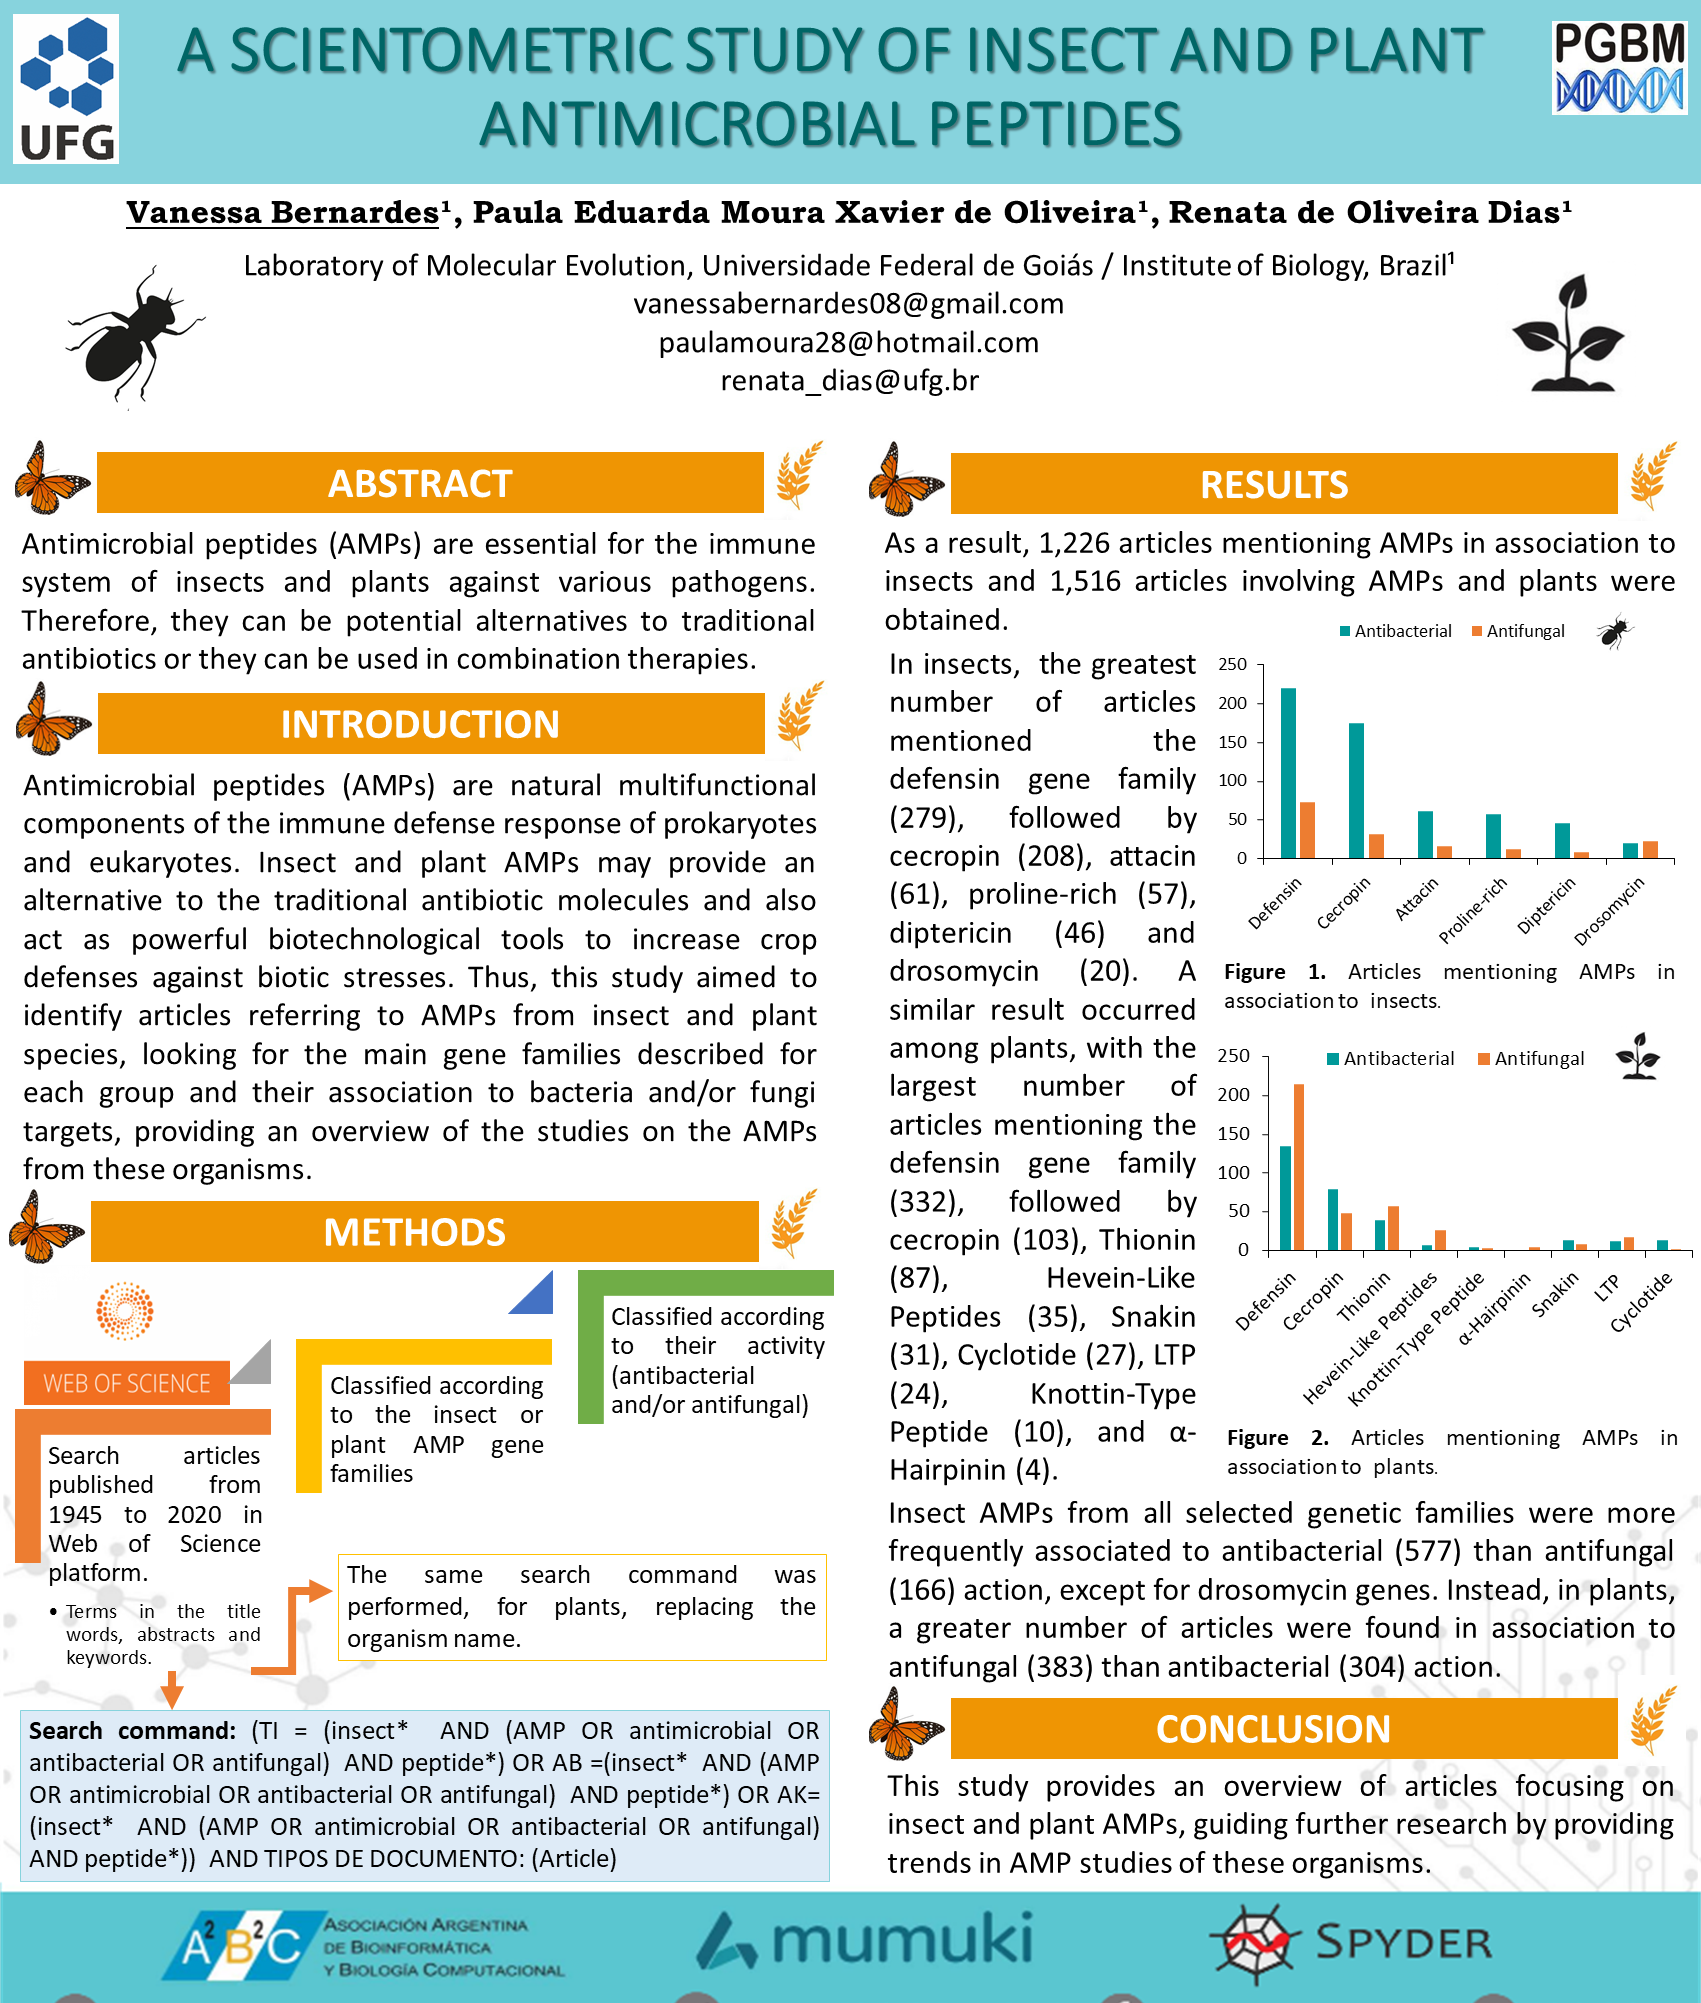 A SCIENTOMETRIC STUDY OF INSECT AND PLANT
ANTIMICROBIAL PEPTIDES
UFG
PGBM
Vanessa Bernardes¹, Paula Eduarda Moura Xavier de Oliveira¹, Renata de Oliveira Dias¹
Laboratory of Molecular Evolution, Universidade Federal de Goiás / Institute of Biology, Brazil¹
vanessabernardes08@gmail.com
paulamoura28@hotmail.com
renata_dias@ufg.br
ABSTRACT
Antimicrobial peptides (AMPs) are essential for the immune
system of insects and plants against various pathogens.
Therefore, they can be potential alternatives to traditional
antibiotics or they can be used in combination therapies.
INTRODUCTION
Antimicrobial peptides (AMPs) are natural multifunctional
components of the immune defense response of prokaryotes
and eukaryotes. Insect and plant AMPs may provide an
alternative to the traditional antibiotic molecules and also
act as powerful biotechnological tools to increase crop
defenses against biotic stresses. Thus, this study aimed to
identify articles referring to AMPs from insect and plant
species, looking for the main gene families described for
each group and their association to bacteria and/or fungi
targets, providing an overview of the studies on the AMPs
from these organisms.
METHODS
WEB OF SCIENCE
Search articles
published from
1945 to 2020 in
Web of Science
platform.
• Terms in the title
words, abstracts and
keywords.
Classified according
to the insect or
plant AMP gene
families
Classified according
to their activity
(antibacterial
and/or antifungal)
The same search command was
performed, for plants, replacing the
organism name.
Search command: (TI = (insect* AND (AMP OR antimicrobial OR
antibacterial OR antifungal) AND peptide*) OR AB =(insect* AND (AMP
OR antimicrobial OR antibacterial OR antifungal) AND peptide*) OR AK=
(insect* AND (AMP OR antimicrobial OR antibacterial OR antifungal)
AND peptide*)) AND TIPOS DE DOCUMENTO: (Article)
RESULTS
As a result, 1,226 articles mentioning AMPs in association to
insects and 1,516 articles involving AMPs and plants were
obtained.
In insects, the greatest
number of articles
mentioned the
defensin gene family
(279), followed by
cecropin (208), attacin
(61), proline-rich (57),
diptericin (46) and
drosomycin (20). A
similar result occurred
among plants, with the
largest number of
articles mentioning the
defensin gene family
(332), followed by
cecropin (103), Thionin
(87), Hevein-Like
Peptides (35), Snakin
(31), Cyclotide (27), LTP
(24), Knottin-Type
Peptide (10), and α-
Hairpinin (4).
Antibacterial Antifungal
250
200
150
100
50
0
Defensin
Cecropin
Attacin
Proline-rich
Diptericin
Drosomycin
Figure 1. Articles mentioning AMPs in
association to insects.
Antibacterial Antifungal
250
200
150
100
50
0
Defensin
Cecropin
Thionin
Hevein-Like Peptides
Knottin-Type Peptide
α-Hairpinin
Snakin
LTP
Cyclotide
Figure 2. Articles mentioning AMPs in
association to plants.
Insect AMPs from all selected genetic families were more
frequently associated to antibacterial (577) than antifungal
(166) action, except for drosomycin genes. Instead, in plants,
a greater number of articles were found in association to
antifungal (383) than antibacterial (304) action.
CONCLUSION
This study provides an overview of articles focusing on
insect and plant AMPs, guiding further research by providing
trends in AMP studies of these organisms.
A²B²C
ASOCIACIÓN ARGENTINA
DE BIOINFORMÁTICA
Y BIOLOGÍA COMPUTACIONAL
mumuki
SPYDER